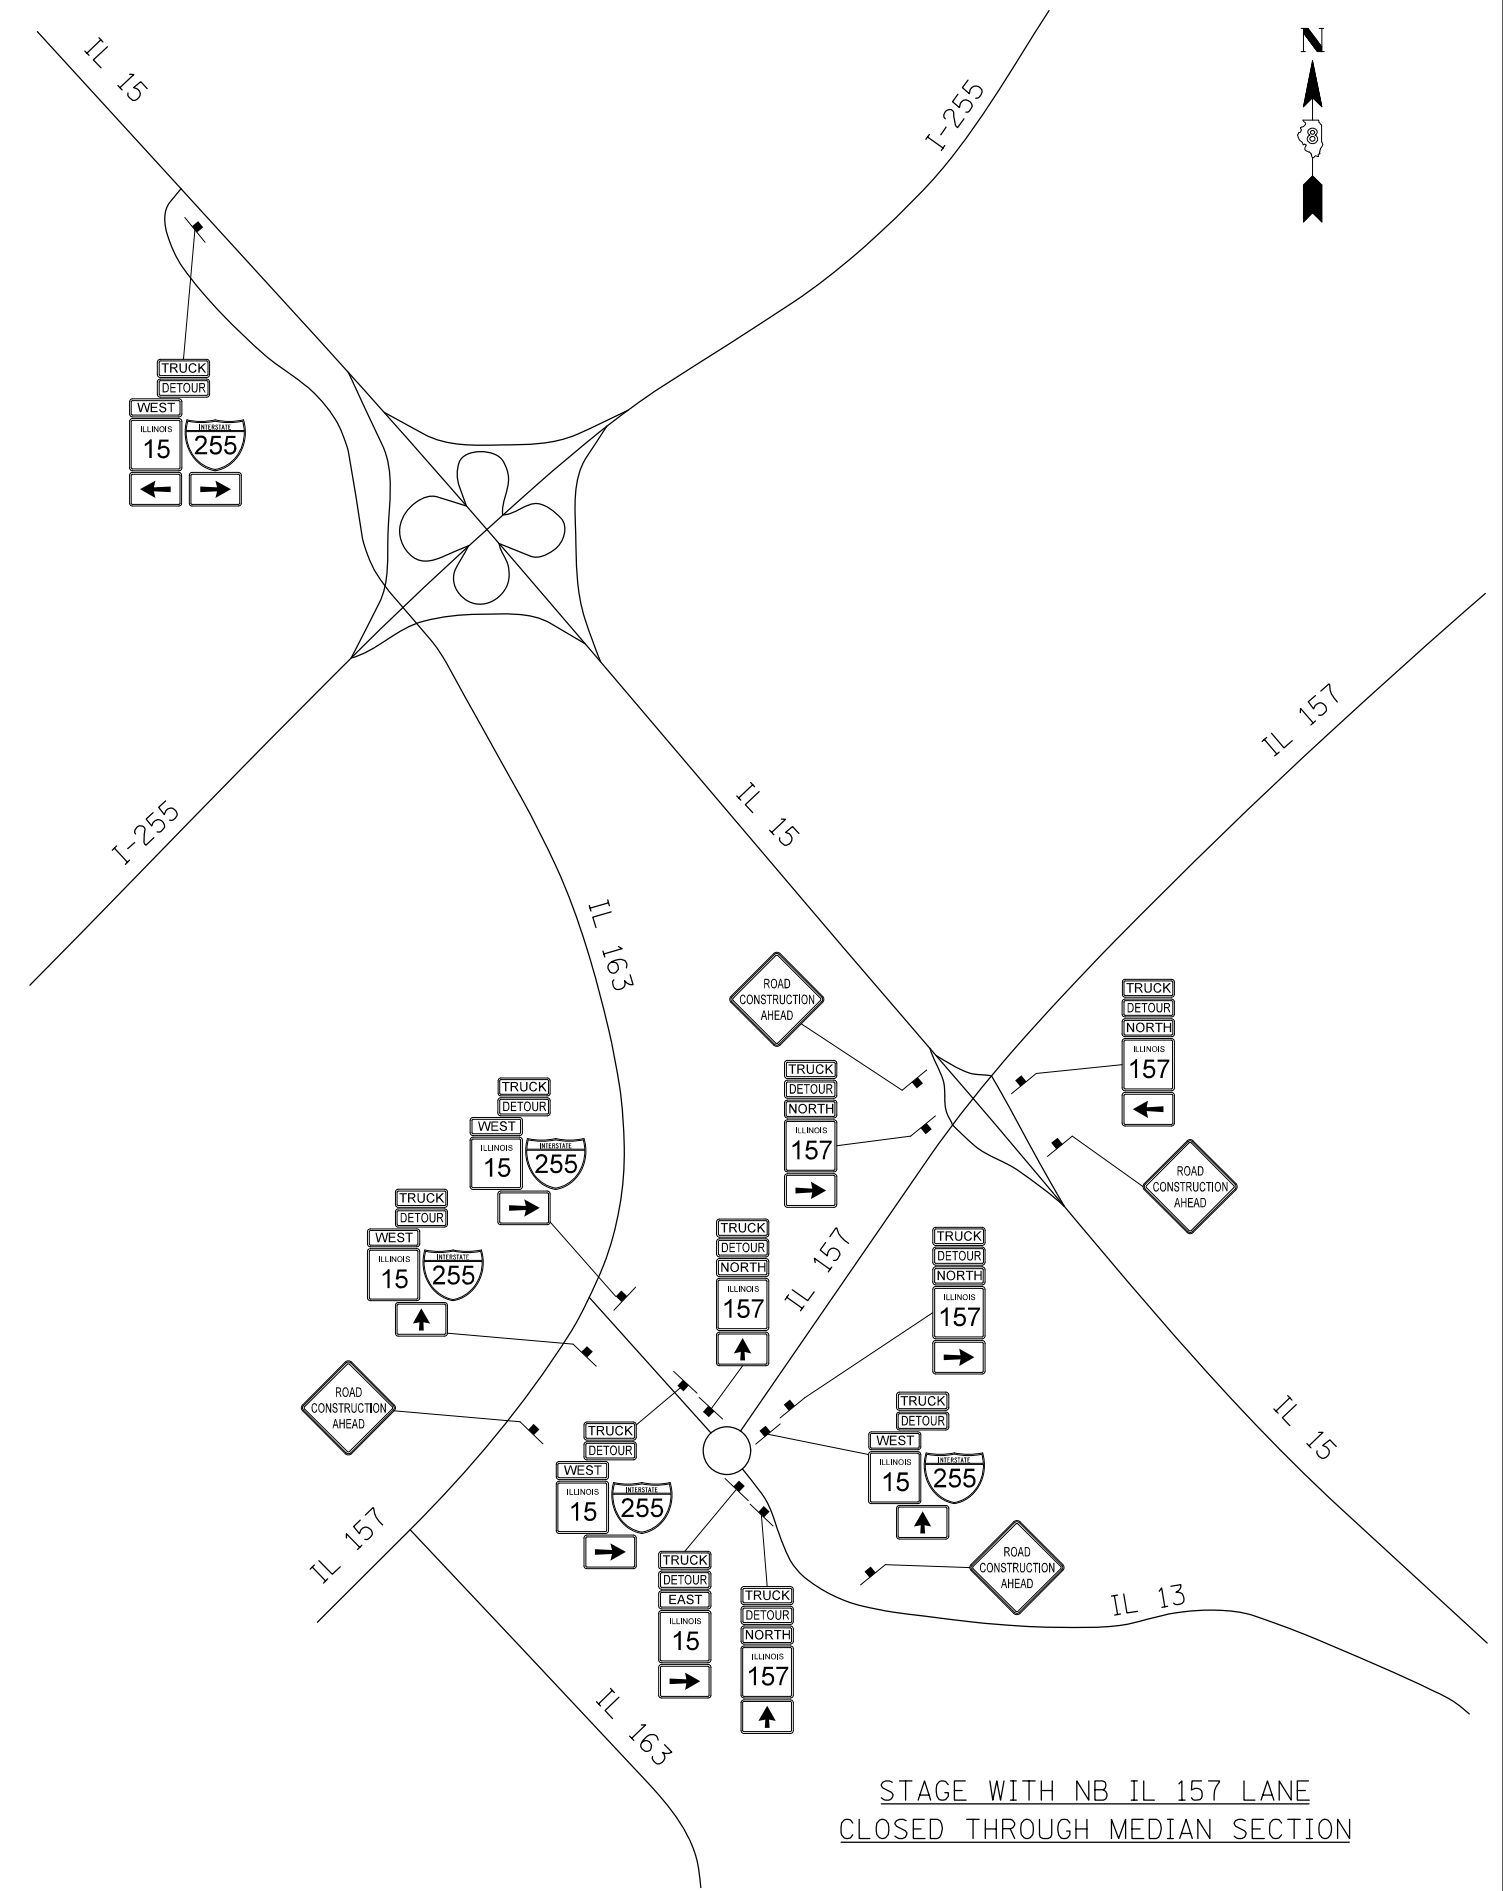 IL 15
I-255
N
8
TRUCK
DETOUR
WEST
ILLINOIS
15
INTERSTATE
255
IL 157
I-255
IL 15
IL 163
ROAD
CONSTRUCTION
AHEAD
TRUCK
DETOUR
NORTH
ILLINOIS
157
TRUCK
DETOUR
NORTH
ILLINOIS
157
TRUCK
DETOUR
WEST
ILLINOIS
15
INTERSTATE
255
ROAD
CONSTRUCTION
AHEAD
TRUCK
DETOUR
WEST
ILLINOIS
15
INTERSTATE
255
TRUCK
DETOUR
NORTH
ILLINOIS
157
IL 157
TRUCK
DETOUR
NORTH
ILLINOIS
157
ROAD
CONSTRUCTION
AHEAD
TRUCK
DETOUR
WEST
ILLINOIS
15
INTERSTATE
255
TRUCK
DETOUR
WEST
ILLINOIS
15
INTERSTATE
255
IL 15
IL 157
TRUCK
DETOUR
EAST
ILLINOIS
15
TRUCK
DETOUR
NORTH
ILLINOIS
157
ROAD
CONSTRUCTION
AHEAD
IL 13
IL 163
STAGE WITH NB IL 157 LANE
CLOSED THROUGH MEDIAN SECTION